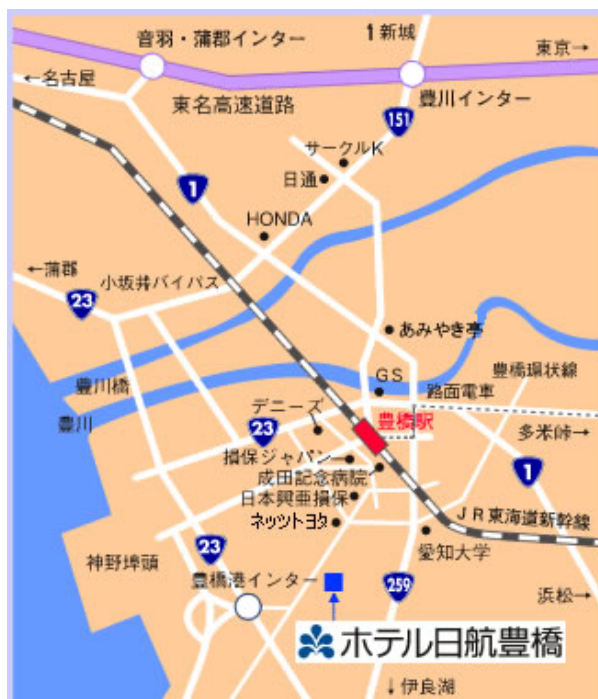 音羽・蒲郡インター
1新城
東京→
←名古屋
東名高速道路
豊川インター
151
サークルK
日通
1
HONDA
←蒲郡
小坂井バイパス
23
あみやき亭
豊川橋
豊川
GS
路面電車
豊橋環状線
デニーズ
23
豊橋駅
多米峠→
損保ジャパン
成田記念病院
1
日本興亜損保
ネッツトヨタ
JR東海道新幹線
23
愛知大学
神野埠頭
豊橋港インター
259
浜松→
ホテル日航豊橋
↓伊良湖